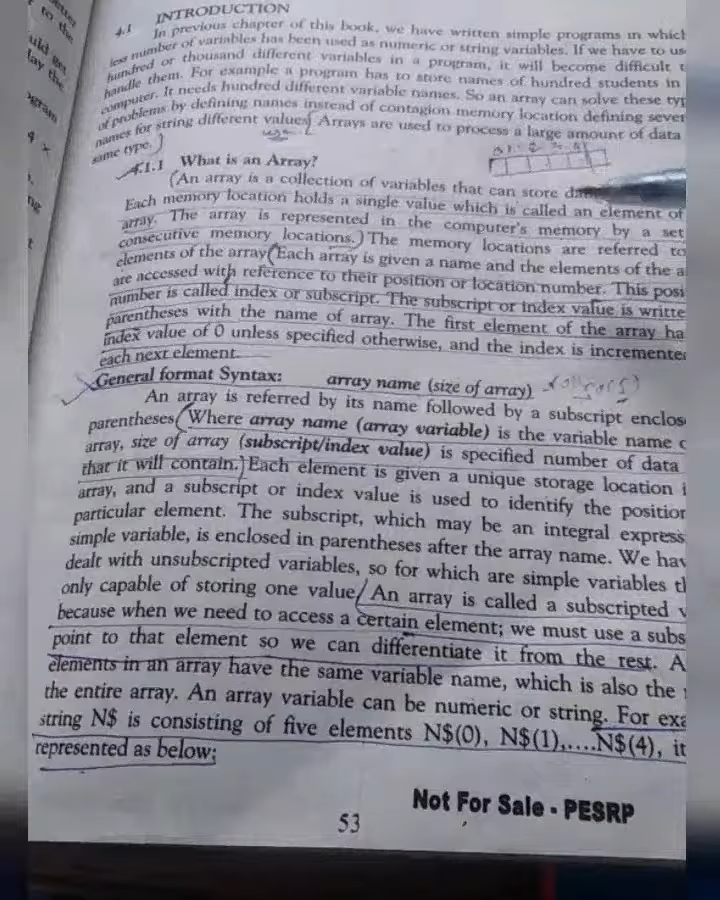 4.1 INTRODUCTION
In previous chapter of this book, we have written simple programs in which
less number of variables has been used as numeric or string variables. If we have to us
hundred or thousand different variables in a program, it will become difficult t
handle them. For example a program has to store names of hundred students in
computer. It needs hundred different variable names. So an array can solve these typ
of problems by defining names instead of contagion memory location defining sever
names for string different values. Arrays are used to process a large amount of data
same type.)
4.1.1 What is an Array?
(An array is a collection of variables that can store da
Each memory location holds a single value which is called an element of
array. The array is represented in the computer's memory by a set
consecutive memory locations.) The memory locations are referred to
elements of the array (Each array is given a name and the elements of the a
are accessed with reference to their position or location number. This posi
number is called index or subscript. The subscript or index value is writte
parentheses with the name of array. The first element of the array ha
index value of 0 unless specified otherwise, and the index is incremente
each next element.
General format Syntax: array name (size of array)
An array is referred by its name followed by a subscript enclos
parentheses (Where array name (array variable) is the variable name o
array, size of array (subscript/index value) is specified number of data
that it will contain.) Each element is given a unique storage location i
array, and a subscript or index value is used to identify the position
particular element. The subscript, which may be an integral express
simple variable, is enclosed in parentheses after the array name. We hav
dealt with unsubscripted variables, so for which are simple variables th
only capable of storing one value. An array is called a subscripted v
because when we need to access a certain element; we must use a subs
point to that element so we can differentiate it from the rest. A
elements in an array have the same variable name, which is also the
the entire array. An array variable can be numeric or string. For exa
string N$ is consisting of five elements N$(0), N$(1),....N$(4), it
represented as below;
Not For Sale - PESRP
53